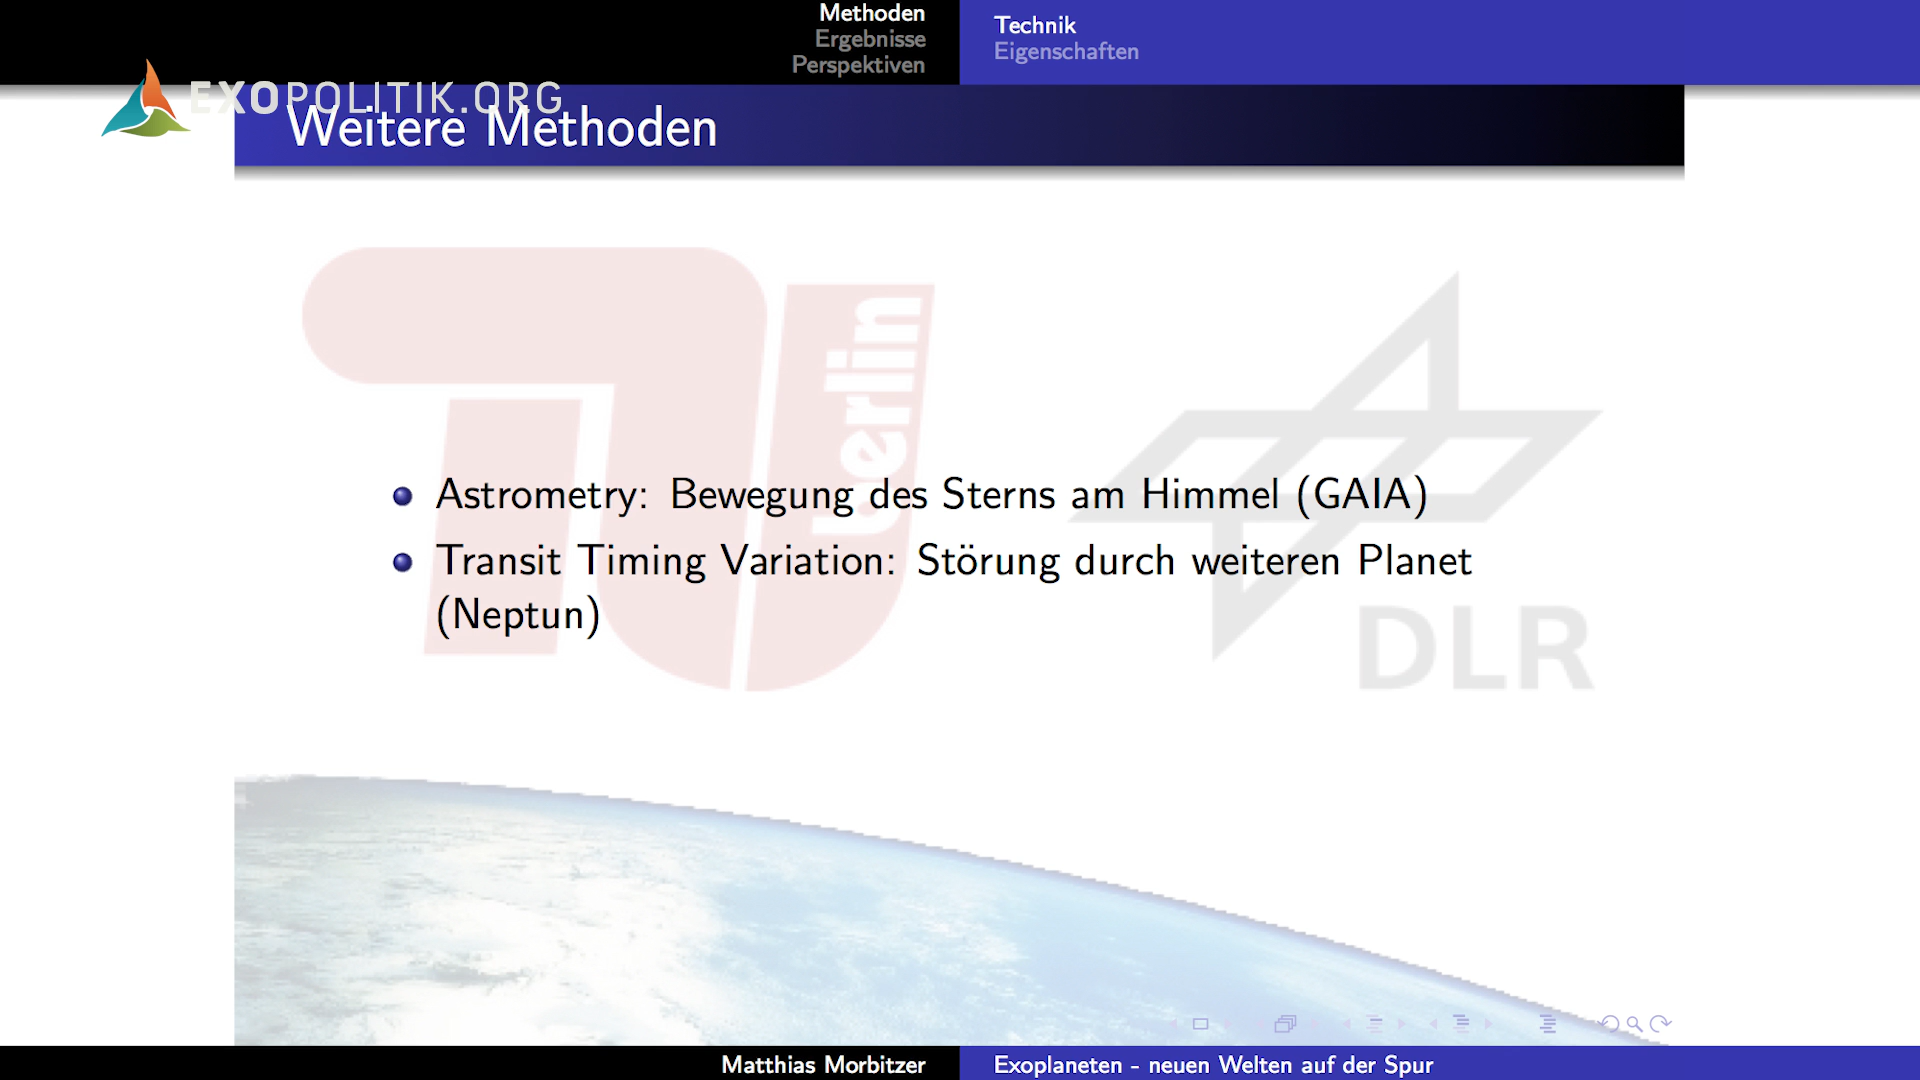 Methoden
Ergebnisse
Perspektiven
Technik
Eigenschaften
EXOPOLITIK.ORG
Weitere Methoden
berlin
Astrometry: Bewegung des Sterns am Himmel (GAIA)
Transit Timing Variation: Störung durch weiteren Planet
(Neptun)
DLR
Matthias Morbitzer
Exoplaneten - neuen Welten auf der Spur